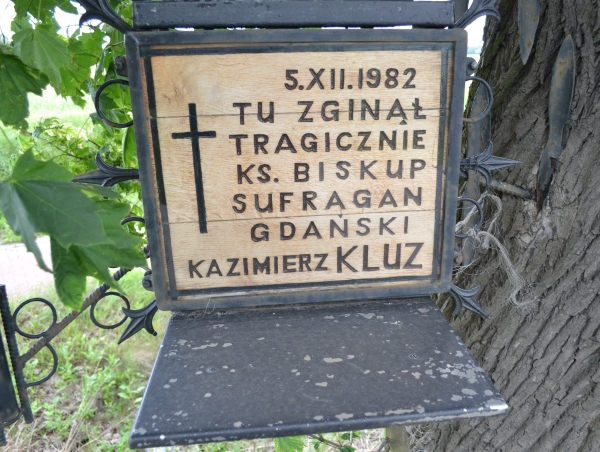 5.XII.1982
TU ZGINĄŁ
TRAGICZNIE
KS. BISKUP
SUFRAGAN
GDAŃSKI
KAZIMIERZ KLUZ